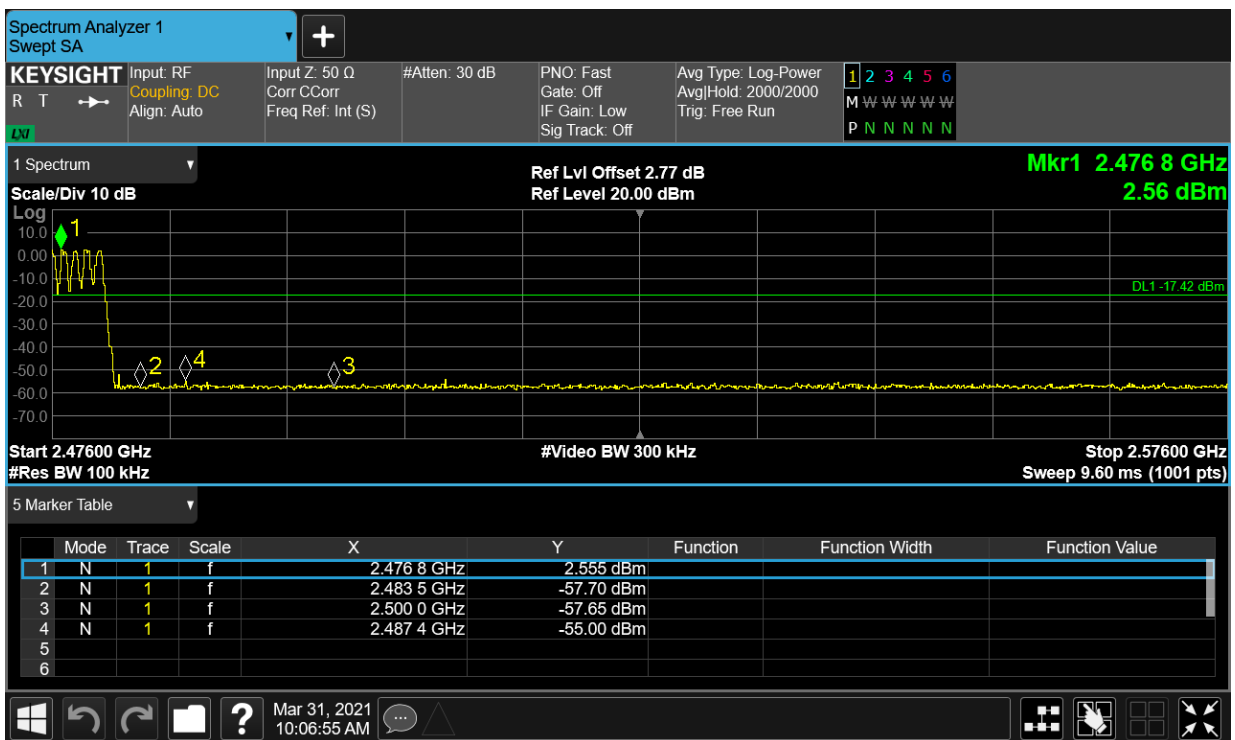 Spectrum Analyzer 1
Swept SA
+
KEYSIGHT
R T
LXI
Input: RF
Coupling: DC
Align: Auto
Input Z: 50 Ω
Corr CCorr
Freq Ref: Int (S)
#Atten: 30 dB
PNO: Fast
Gate: Off
IF Gain: Low
Sig Track: Off
Avg Type: Log-Power
Avg|Hold: 2000/2000
Trig: Free Run
1 2 3 4 5 6
M W W W W W
P N N N N N
1 Spectrum
Scale/Div 10 dB
Log
Ref Lvl Offset 2.77 dB
Ref Level 20.00 dBm
Mkr1 2.476 8 GHz
2.56 dBm
10.0
0.00
-10.0
-20.0
-30.0
-40.0
-50.0
-60.0
-70.0
1
2
4
3
DL1 -17.42 dBm
Start 2.47600 GHz
#Res BW 100 kHz
#Video BW 300 kHz
Stop 2.57600 GHz
Sweep 9.60 ms (1001 pts)
5 Marker Table
Mode Trace Scale X Y Function Function Width Function Value
1 N 1 f 2.476 8 GHz 2.555 dBm
2 N 1 f 2.483 5 GHz -57.70 dBm
3 N 1 f 2.500 0 GHz -57.65 dBm
4 N 1 f 2.487 4 GHz -55.00 dBm
5
6
?
Mar 31, 2021
10:06:55 AM